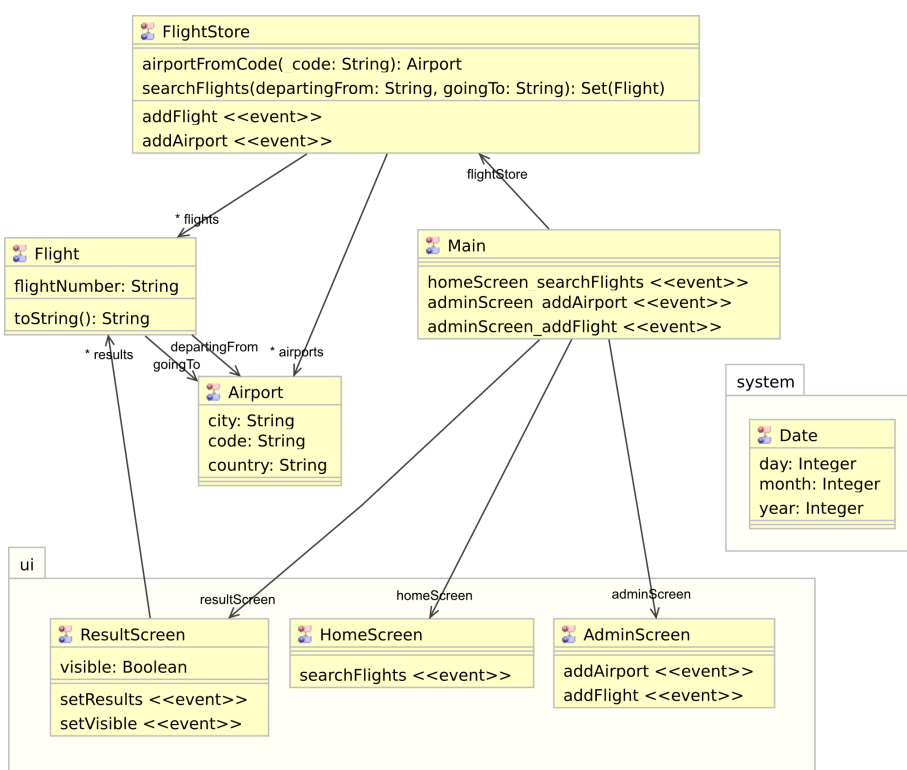 FlightStore
airportFromCode(_code: String): Airport
searchFlights(departingFrom: String, goingTo: String): Set(Flight)
addFlight <<event>>
addAirport <<event>>
flightStore
* flights
Flight
flightNumber: String
toString(): String
Main
homeScreen_searchFlights <<event>>
adminScreen_addAirport <<event>>
adminScreen_addFlight <<event>>
* results
departingFrom
goingTo
* airports
Airport
city: String
code: String
country: String
system
Date
day: Integer
month: Integer
year: Integer
ui
resultScreen
homeScreen
adminScreen
ResultScreen
visible: Boolean
setResults <<event>>
setVisible <<event>>
HomeScreen
searchFlights <<event>>
AdminScreen
addAirport <<event>>
addFlight <<event>>